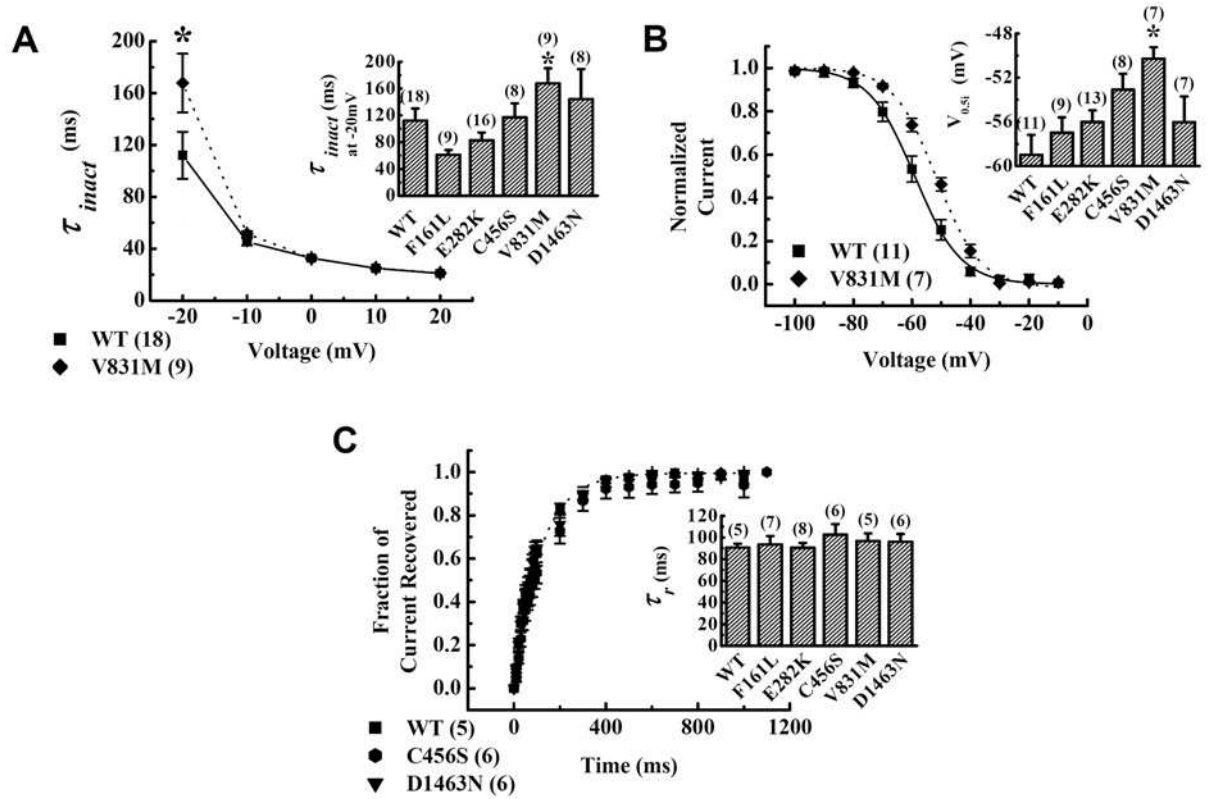 A
τ inact (ms)
200
160
120
80
40
0
*
-20 -10 0 10 20
Voltage (mV)
WT (18)
V831M (9)
τ inact (ms)
at -20mV
200
160
120
80
40
0
(18)
(9)
(16)
(8)
(9)
*
(8)
WT
F161L
E282K
C456S
V831M
D1463N
B
Normalized
Current
1.0
0.8
0.6
0.4
0.2
0.0
WT (11)
V831M (7)
-100 -80 -60 -40 -20 0
Voltage (mV)
V0.5i (mV)
-48
-52
-56
-60
(11)
(9)
(13)
(8)
(7)
*
(7)
WT
F161L
E282K
C456S
V831M
D1463N
C
Fraction of
Current Recovered
1.0
0.8
0.6
0.4
0.2
0.0
0 400 800 1200
Time (ms)
WT (5)
C456S (6)
D1463N (6)
τr (ms)
120
100
80
60
40
20
0
(5)
(7)
(8)
(6)
(5)
(6)
WT
F161L
E282K
C456S
V831M
D1463N